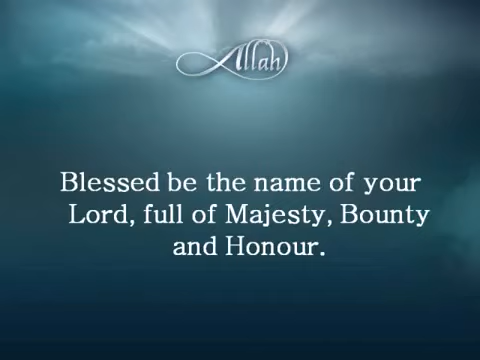 Allah
Blessed be the name of your
Lord, full of Majesty, Bounty
and Honour.